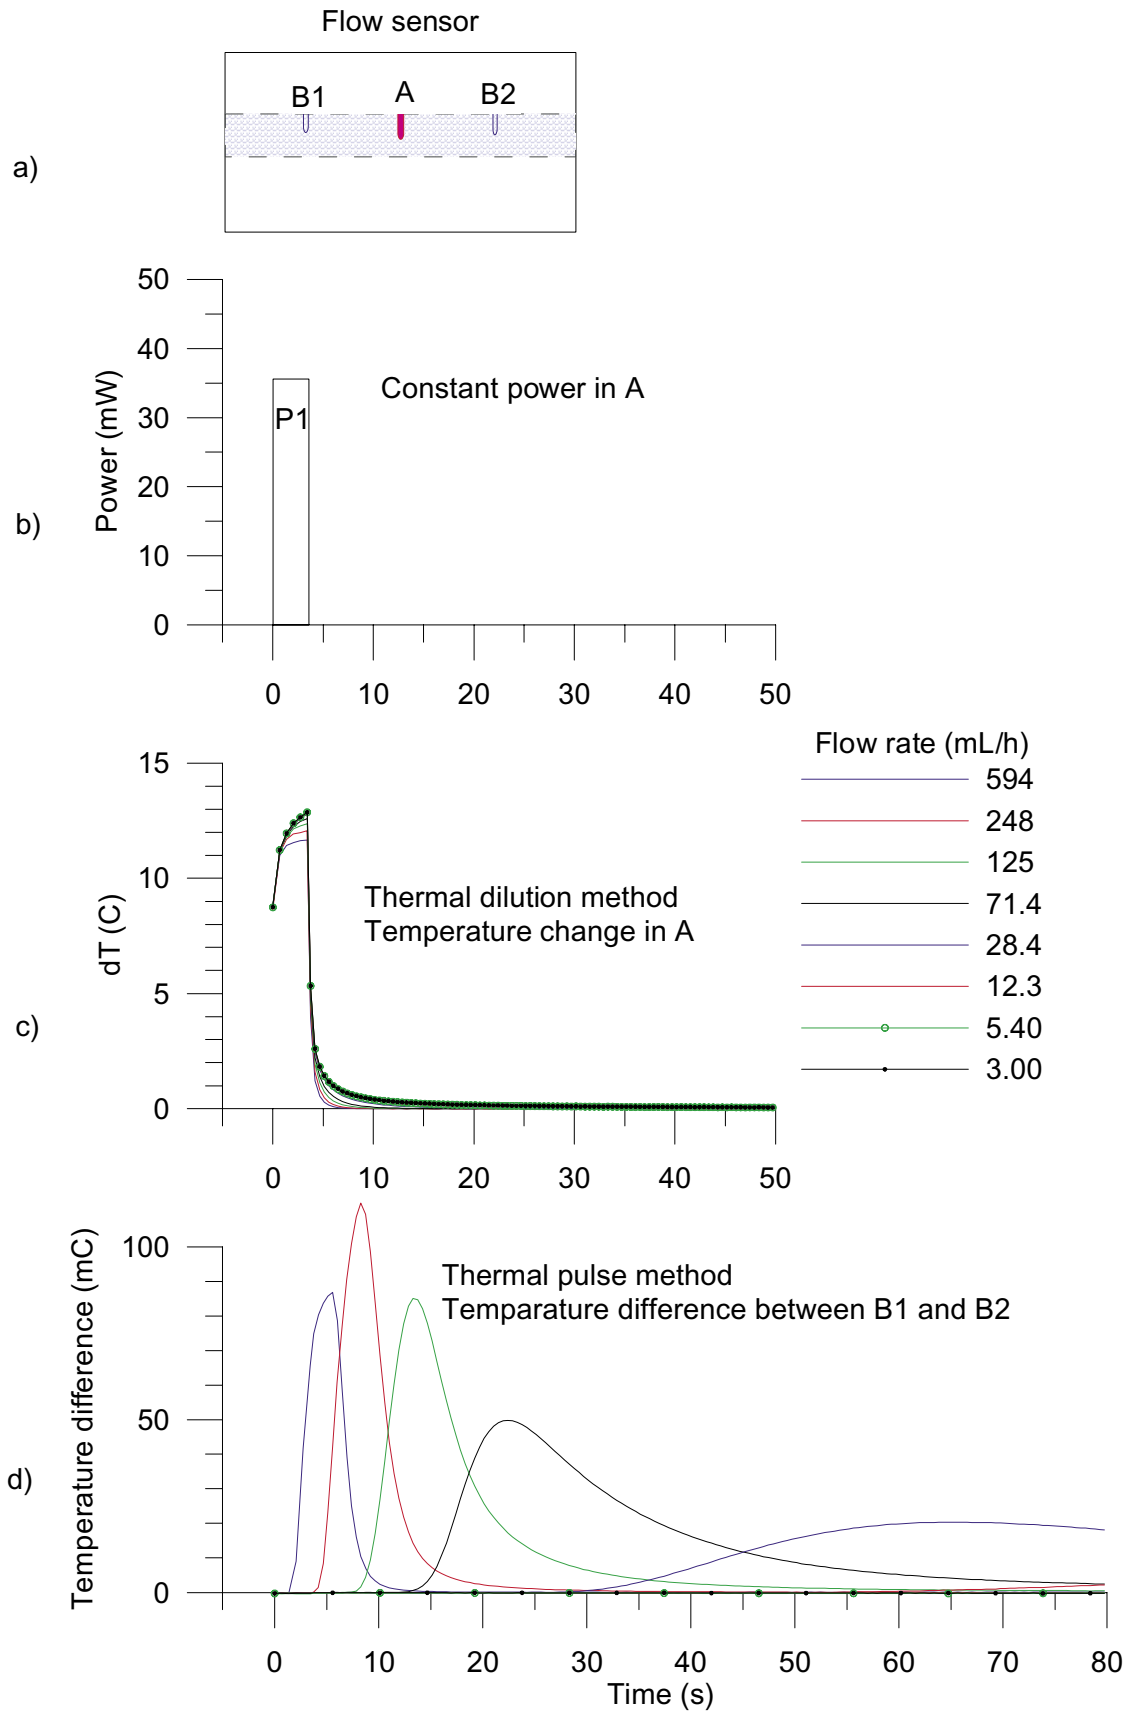 Flow sensor
B1 A B2
a)
50
40
30
20
10
0
Power (mW)
P1
Constant power in A
b)
0 10 20 30 40 50
15
10
5
0
dT (C)
Thermal dilution method
Temperature change in A
c)
0 10 20 30 40 50
Flow rate (mL/h)
594
248
125
71.4
28.4
12.3
5.40
3.00
100
50
0
Temperature difference (mC)
Thermal pulse method
Temparature difference between B1 and B2
d)
0 10 20 30 40 50 60 70 80
Time (s)